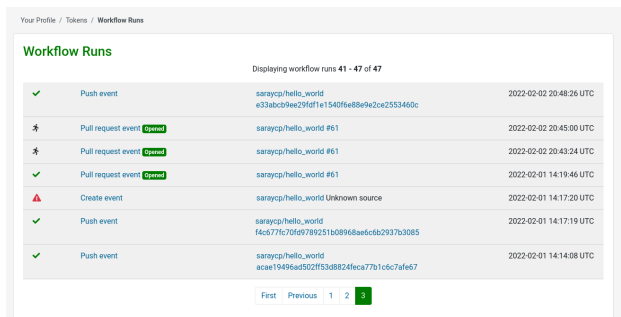 Your Profile / Tokens / Workflow Runs
Workflow Runs
Displaying workflow runs 41 - 47 of 47
Push event saraycp/hello_world 2022-02-02 20:48:26 UTC
e33abcb9ee29fdf1e1540f6e88e9e2ce2553460c
Pull request event Opened saraycp/hello_world #61 2022-02-02 20:45:00 UTC
Pull request event Opened saraycp/hello_world #61 2022-02-02 20:43:24 UTC
Pull request event Opened saraycp/hello_world #61 2022-02-01 14:19:46 UTC
Create event saraycp/hello_world Unknown source 2022-02-01 14:17:20 UTC
Push event saraycp/hello_world 2022-02-01 14:17:19 UTC
f4c677fc70fd9789251b08968ae6c6b2937b3085
Push event saraycp/hello_world 2022-02-01 14:14:08 UTC
acae19496ad502ff53d8824feca77b1c6c7afe67
First Previous 1 2 3